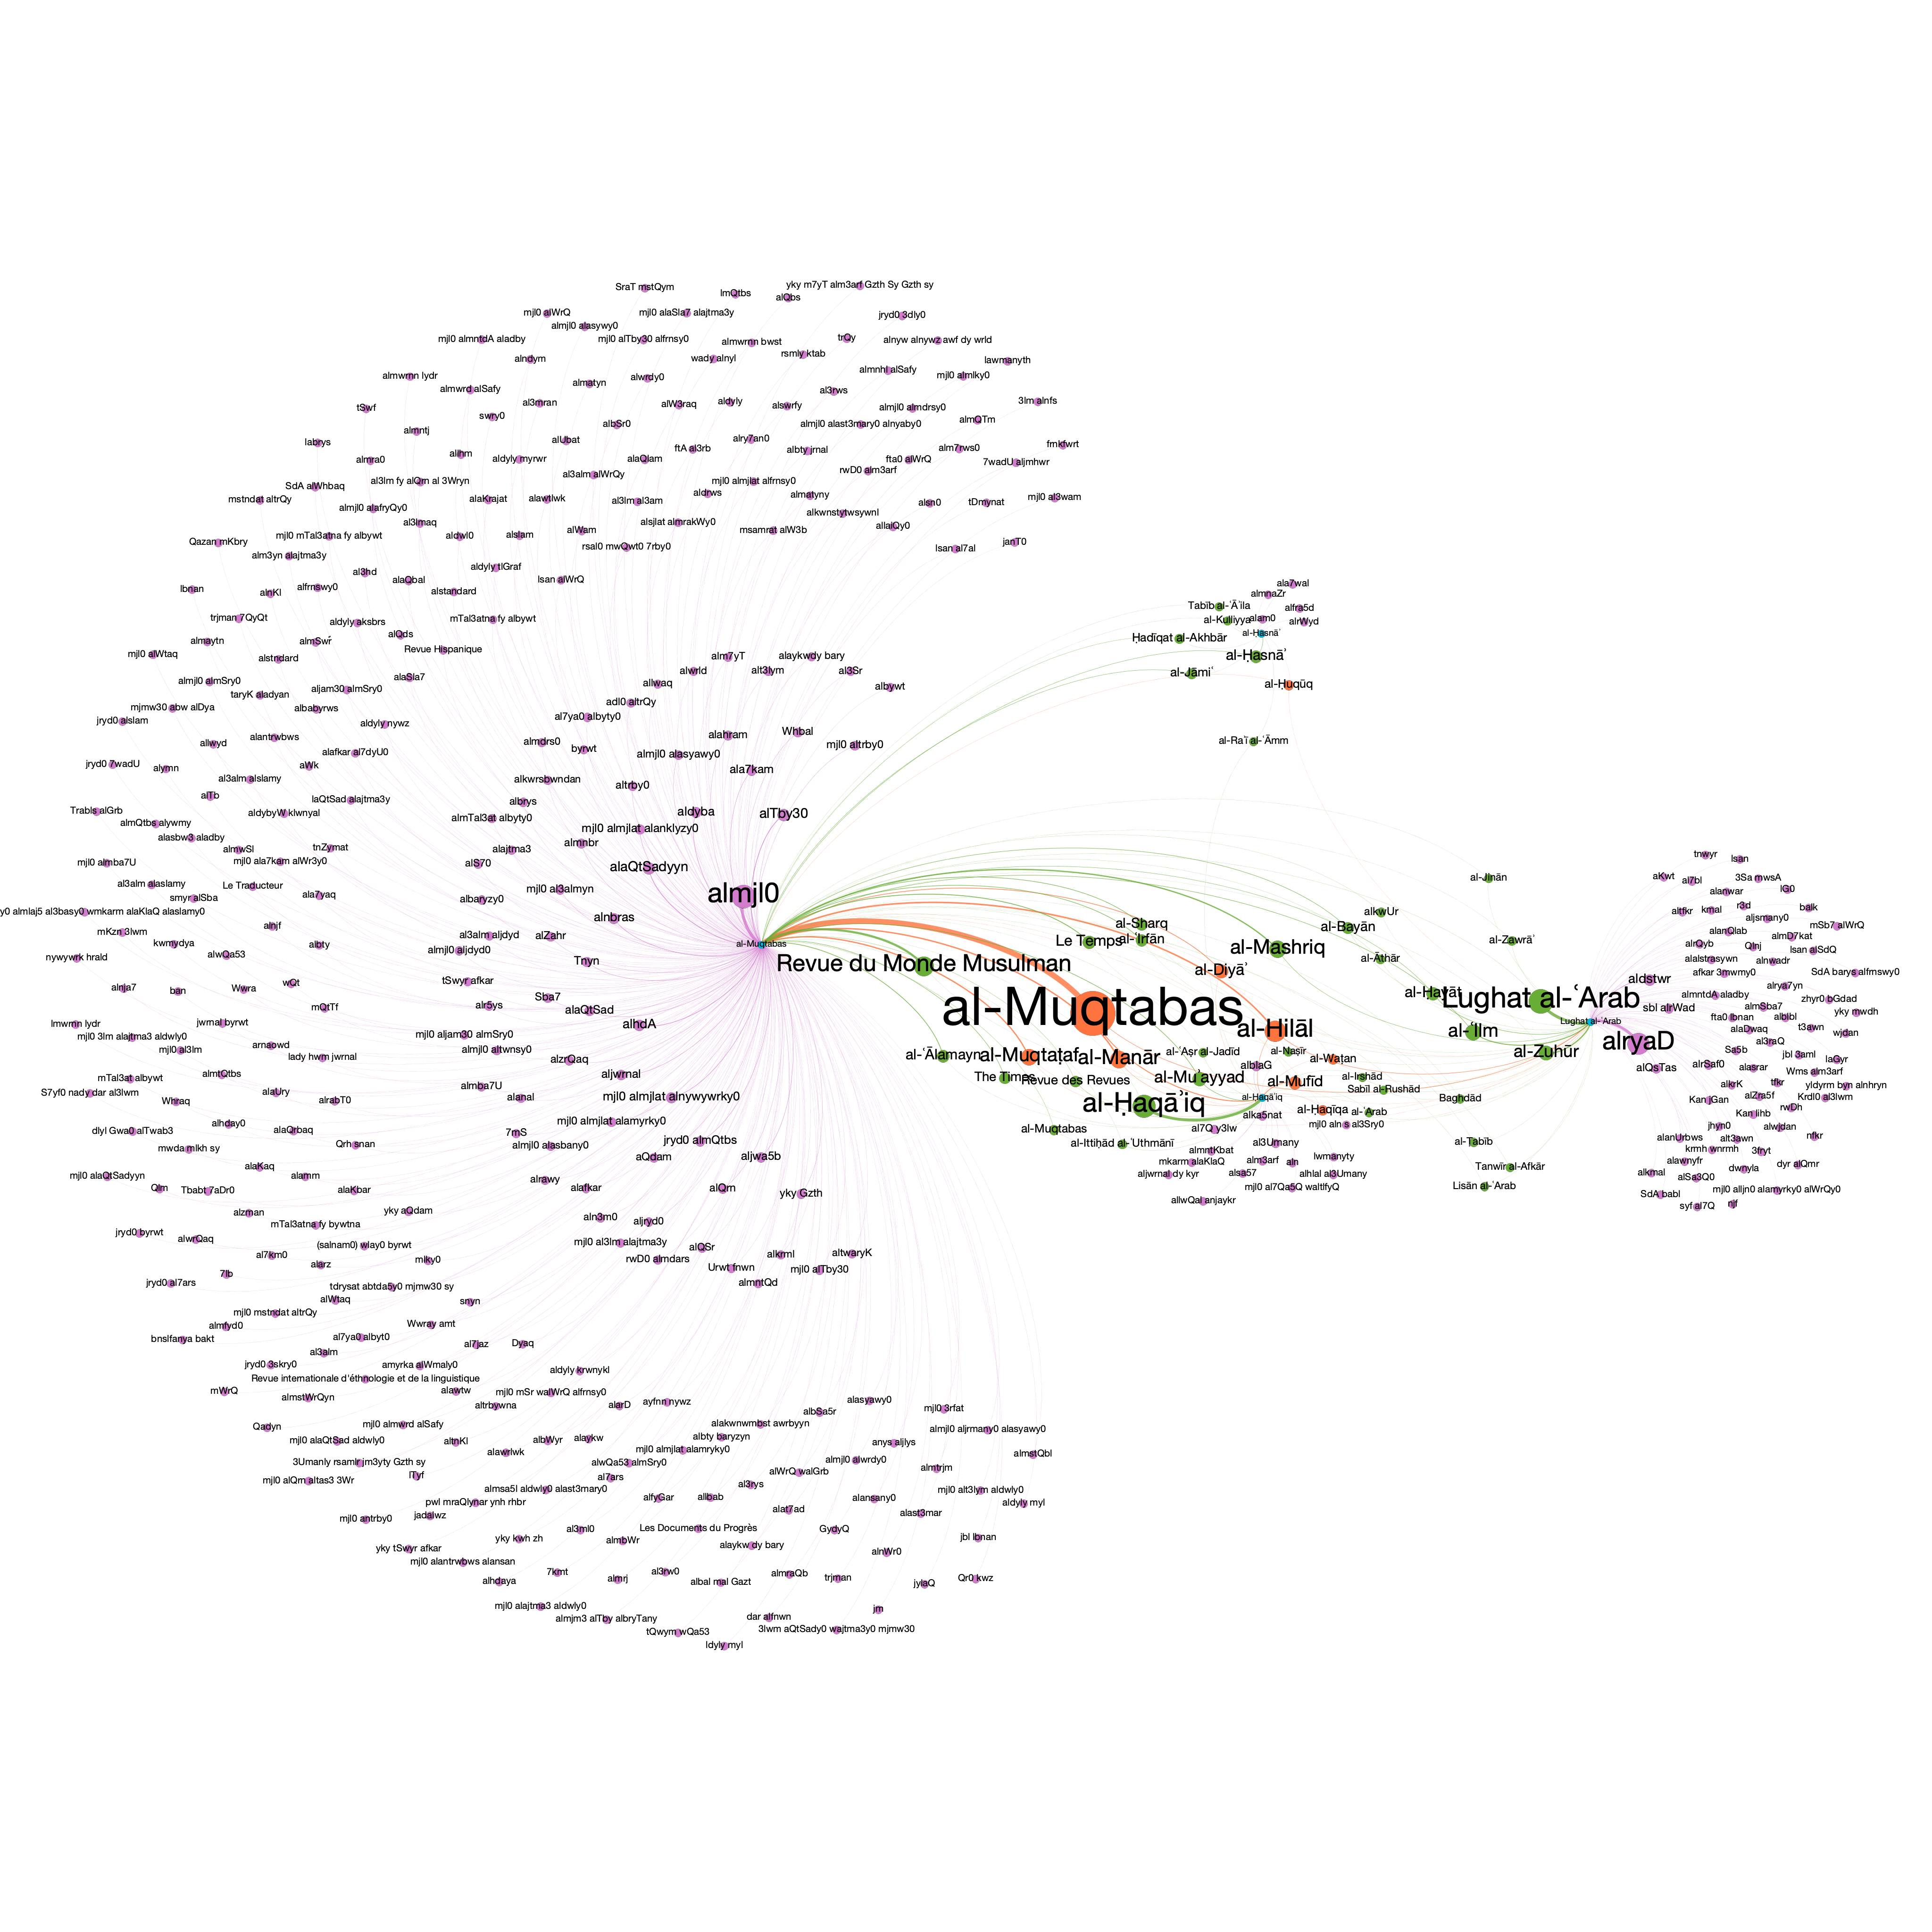 SraT mstQym
lmQtbs
alQbs
yky m7yT alm3arf Gzth Sy Gzth sy
mjl0 alWrQ
almjl0 alasywy0
mjl0 alaSla7 alajtma3y
jryd0 3dly0
mjl0 almntdA aladby
mjl0 alTby30 alfrnsy0
almwrnn bwst
trQy
alnyw alnywz awf dy wrld
alndym
wady alnyl
rsmly ktab
lawmanyth
almwrnn lydr
almwrd alSafy
almatyn
alwrdy0
almnhl alSafy
mjl0 almlky0
tSwf
swry0
al3mran
alW3raq
aldyly
al3rws
alswrfy
almjl0 almdrsy0
3lm alnfs
labrys
almntj
albSr0
almjl0 alast3mary0 alnyaby0
almQTm
almra0
alihm
alUbat
ftA al3rb
alry7an0
albty jrnal
alm7rws0
frnkfwrt
aldyly myrwr
alaQlam
fta0 alWrQ
7wadU aljmhwr
SdA alWhbaq
al3lm fy alQrn al 3Wryn
al3alm alWrQy
mjl0 almjlat alfrnsy0
rwD0 alm3arf
mstndat altrQy
almjl0 alafryQy0
alaKrajat
alawtlwk
al3lm al3am
aldrws
almatyny
alsn0
tDmynat
mjl0 al3wam
al3lmaq
alsjlat almrakWy0
alkwnstytwsywnl
allaiQy0
Qazan mKbry
mjl0 mTal3atna fy albywt
aldwl0
alslam
alWam
msamrat alW3b
alm3yn alajtma3y
rsal0 mwQwt0 7rby0
lsan al7al
janT0
al3hd
aldyly tlGraf
lbnan
alnKl
alfrnswy0
alaQbal
alstandard
lsan alWrQ
trjman 7QyQt
aldyly aksbrs
alQds
mTal3atna fy albywt
almaytn
almSwr
Revue Hispanique
mjl0 alWtaq
alstndard
almjl0 almSry0
taryK aladyan
aljam30 almSry0
alaSla7
mjmw30 abw alDya
albabyrws
jryd0 alslam
aldyly nywz
allwyd
alantrwbws
alafkar al7dyU0
jryd0 7wadU
alymn
al3alm alslamy
aWk
alTb
laQtSad alajtma3y
Trabls alGrb
aldybyW klwnyal
almQtbs alywmy
alasbw3 aladby
almwSl
tnZymat
mjl0 almba7U
mjl0 ala7kam alWr3y0
al3alm alaslamy
Le Traducteur
smyr alSba
ala7yaq
y0 almlaj5 al3basy0 wmkarm alaKlaQ alaslamy0
mKzn 3lwm
alnjf
kwmydya
albty
nywywrk hrald
alwQa53
alnja7
ban
Wwra
wQt
mQtTf
alm7yT
alaykwdy bary
alwrld
alt3lym
al3Sr
allwaq
albywt
adl0 altrQy
al7ya0 albyty0
alahram
Whbal
almdrs0
byrwt
almjl0 alasyawy0
mjl0 altrby0
alkwrsbwndan
altrby0
ala7kam
albrys
aldyba
alTby30
almTal3at albyty0
mjl0 almjlat alanklyzy0
alajtma3
almnbr
alS70
alaQtSadyyn
mjl0 al3almyn
almjl0
albaryzy0
alnbras
al3alm aljdyd
alZahr
almjl0 aljdyd0
al-Muqtabas
Tnyn
tSwyr afkar
Sba7
alr5ys
alaQtSad
alhdA
mjl0 aljam30 almSry0
almjl0 altwnsy0
alzrQaq
aljwrnal
almba7U
alanal
mjl0 almjlat alnywywrky0
mjl0 almjlat alamyrky0
7mS
almjl0 alasbany0
jryd0 almQtbs
aQdam
aljwa5b
alrawy
alafkar
alQrn
yky Gzth
aln3m0
aljryd0
mjl0 al3lm alajtma3y
alQSr
rwD0 almdars
alkrml
altwaryK
Urwt fnwn
mjl0 alTby30
almntQd
lmwrnn lydr
jwrnal byrwt
mjl0 3lm alajtma3 aldwly0
mjl0 al3lm
arnaowd
lady hwm jwrnal
mTal3at albywt
almtQtbs
S7yf0 nady dar al3lwm
alaUry
Whraq
alrabT0
alhday0
dlyl Gwa0 alTwab3
alaQrbaq
Qrh snan
mwda mlkh sy
alaKaq
mjl0 alaQtSadyyn
alamm
Qlm
Tbabt 7aDr0
alaKbar
alzman
yky aQdam
mTal3atna fy bywtna
jryd0 byrwt
alwrQaq
(salnam0) wlay0 byrwt
al7km0
mlky0
7lb
alarz
jryd0 al7ars
tdrysat abtda5y0 mjmw30 sy
alWtaq
snyn
mjl0 mstndat altrQy
almfyd0
Wwray amt
bnslfanya bakt
al7ya0 albyt0
al7jaz
Dyaq
al3alm
jryd0 3skry0
amyrka alWmaly0
aldyly krwnykl
Revue internationale d'éthnologie et de la linguistique
mWrQ
almstWrQyn
alawtw
mjl0 mSr walWrQ alfrnsy0
altrbywna
alarD
ayfnn nywz
alasyawy0
mjl0 3rfat
albSa5r
Qadyn
mjl0 almwrd alSafy
alakwnwmbst awrbyyn
almjl0 aljrmany0 alasyawy0
mjl0 alaQtSad aldwly0
altnKl
albWyr
alaykw
albty baryzyn
anys aljlys
alawrlwk
mjl0 almjlat alamryky0
almstQbl
3Umanly rsamlr jm3yty Gzth sy
alwQa53 almSry0
almjl0 alwrdy0
mjl0 alQrn altas3 3Wr
lTyf
al7ars
alWrQ walGrb
almtrjm
almsa5l aldwly0 alast3mary0
al3rys
mjl0 alt3lym aldwly0
pwl mraQlynar ynh rhbr
alfyGar
allbab
alansany0
aldyly myl
jadalwz
alat7ad
alast3mar
mjl0 antrby0
al3ml0
Les Documents du Progrès
GydyQ
yky kwh zh
almbWr
jbl lbnan
yky tSwyr afkar
alaykw dy bary
alnWr0
mjl0 alantrwbws alansan
7kmt
al3rw0
almraQb
alhdaya
almrj
albal mal Gazt
trjman
jylaQ
Qr0 kwz
mjl0 alajtma3 aldwly0
almjm3 alTby albryTany
dar alfnwn
jm
tQwym wQa53
3lwm aQtSady0 wajtma3y0 mjmw30
ldyly myl
ala7wal
almnaZr
Tabīb al-ʿĀʾila
alfra5d
al-Kulliyya
alam0
alrWyd
Ḥadīqat al-Akhbār
al-Ḥasnāʾ
al-Ḥasnāʾ
al-Jāmiʿ
al-Ḥuqūq
al-Raʾī al-ʿĀmm
al-Jinān
al-Sharq
alkwUr
al-Bayān
Le Temps
al-ʿIrfān
al-Mashriq
al-Zawrāʾ
Revue du Monde Musulman
al-Diyāʾ
al-Āthār
al-Ḥayāt
Lughat al-ʿArab
al-Muqtabas
Lughat al-ʿArab
al-Hilāl
al-ʿIlm
alryaD
al-ʿĀlamayn
al-Muqtaṭaf
al-Manār
al-ʿAṣr al-Jadīd
al-Naṣīr
al-Waṭan
al-Zuhūr
alblaG
The Times
Revue des Revues
al-Muʾayyad
al-Mufīd
al-Irshād
Sabīl al-Rushād
al-Ḥaqāʾiq
al-Ḥaqāʾiq
Baghdād
al-Ḥaqīqa
al-ʿArab
alka5nat
mjl0 aln s al3Sry0
al-Muqtabas
al7Q y3lw
al-Ittiḥād al-ʿUthmānī
al3Umany
al-Tabīb
almntKbat
lwmanyty
mkarm alaKlaQ
alm3arf
aln
Tanwīr al-Afkār
aljwrnal dy kyr
alsa57
alhlal al3Umany
Lisān al-ʿArab
mjl0 al7Qa5Q waltlfyQ
allwQal anjaykr
tnwyr
lsan
aKwt
al7bl
3Sa mwsA
alanwar
lG0
altfkr
kmal
r3d
balk
aljsmany0
alanQlab
mSb7 alWrQ
alrQyb
Qlnj
almD7kat
alalstrasywn
alnwadr
lsan alSdQ
aldstwr
afkar 3mwmy0
SdA barys alfrnswy0
almntdA aladby
alrya7yn
sbl alrWad
almSba7
zhyr0 bGdad
fta0 lbnan
alblbl
yky mwdh
alaDwaq
t3awn
wjdan
al3raQ
Sa5b
jbl 3aml
alQsTas
alrSaf0
alasrar
laGyr
Wms alm3arf
alkrK
tfkr
yldyrm byn alnhryn
Kan jGan
alZra5f
Krdl0 al3lwm
rwDh
Kan lihb
jhyn0
alwjdan
alanUrbws
alt3awn
nfkr
krmh wnrmh
3fryt
alawnyfr
alkmal
alSa3Q0
dwnyla
dyr alQmr
SdA babl
mjl0 alljn0 alamyrky0 alWrQy0
syf al7Q
njf